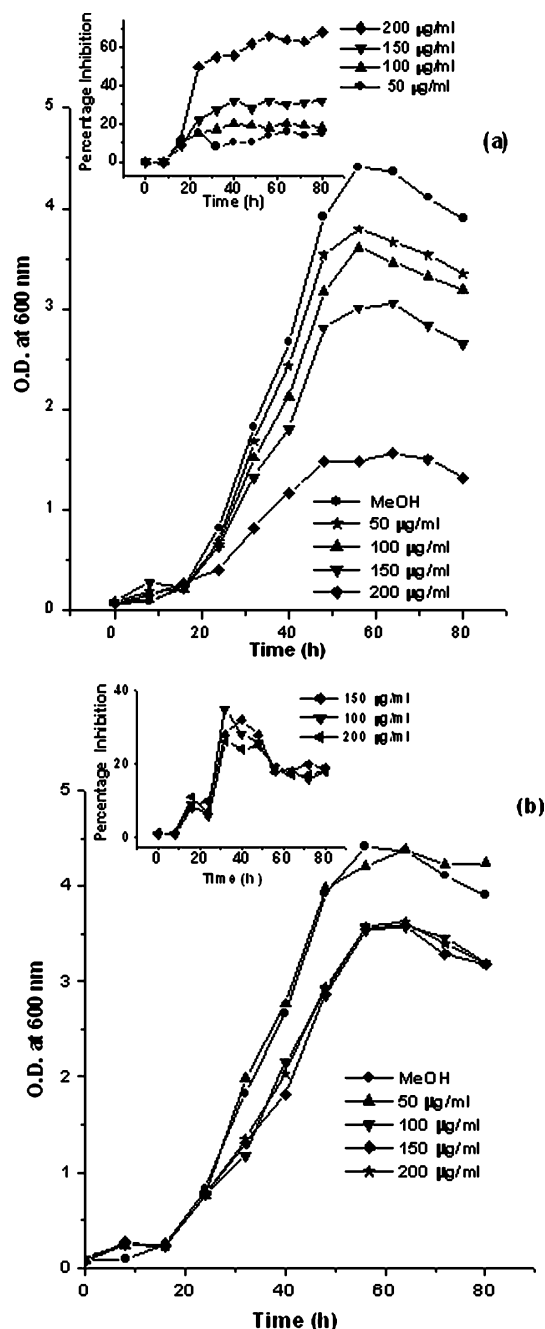 200 µg/ml
150 µg/ml
100 µg/ml
50 µg/ml
Percentage Inhibition
60
40
20
0
0 20 40 60 80
Time (h)
(a)
O.D. at 600 nm
5
4
3
2
1
0
MeOH
50 µg/ml
100 µg/ml
150 µg/ml
200 µg/ml
0 20 40 60 80
Time (h)
Percentage Inhibition
40
20
0
150 µg/ml
100 µg/ml
200 µg/ml
0 20 40 60 80
Time (h)
(b)
O.D. at 600 nm
5
4
3
2
1
0
MeOH
50 µg/ml
100 µg/ml
150 µg/ml
200 µg/ml
0 20 40 60 80
Time (h)